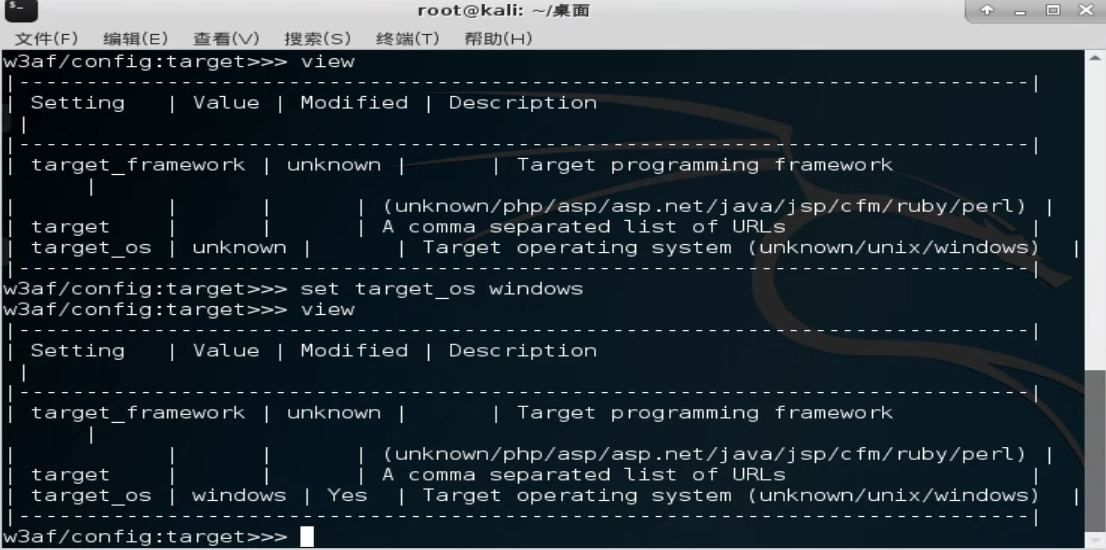 root@kali: ~/桌面
文件(F) 编辑(E) 查看(V) 搜索(S) 终端(T) 帮助(H)
w3af/config:target>>> view
|---------------------------------------------------------------------------|
| Setting   | Value | Modified | Description
 |
|---------------------------------------------------------------------------|
| target_framework | unknown |       | Target programming framework
      |
|           |       |       | (unknown/php/asp/asp.net/java/jsp/cfm/ruby/perl) |
| target    |       |       | A comma separated list of URLs                  |
| target_os | unknown |       | Target operating system (unknown/unix/windows)  |
|---------------------------------------------------------------------------|
w3af/config:target>>> set target_os windows
w3af/config:target>>> view
|---------------------------------------------------------------------------|
| Setting   | Value | Modified | Description
 |
|---------------------------------------------------------------------------|
| target_framework | unknown |       | Target programming framework
      |
|           |       |       | (unknown/php/asp/asp.net/java/jsp/cfm/ruby/perl) |
| target    |       |       | A comma separated list of URLs                  |
| target_os | windows | Yes  | Target operating system (unknown/unix/windows)  |
|---------------------------------------------------------------------------|
w3af/config:target>>>